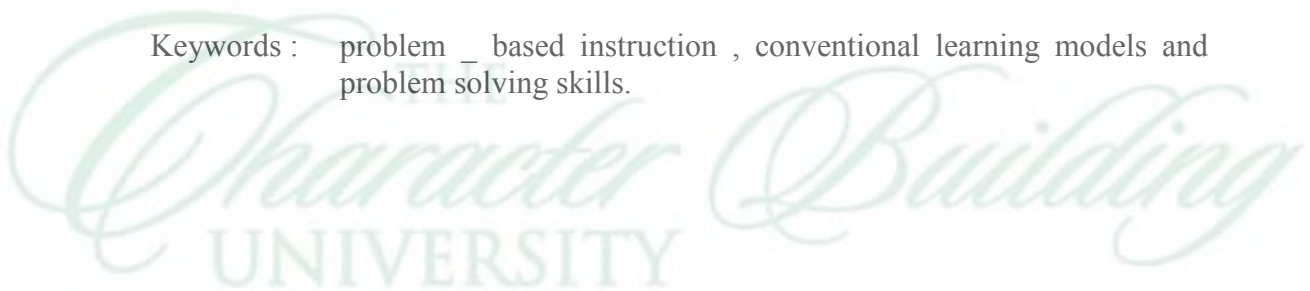 Keywords : problem _ based instruction , conventional learning models and
problem solving skills.
THE
Character Building
UNIVERSITY